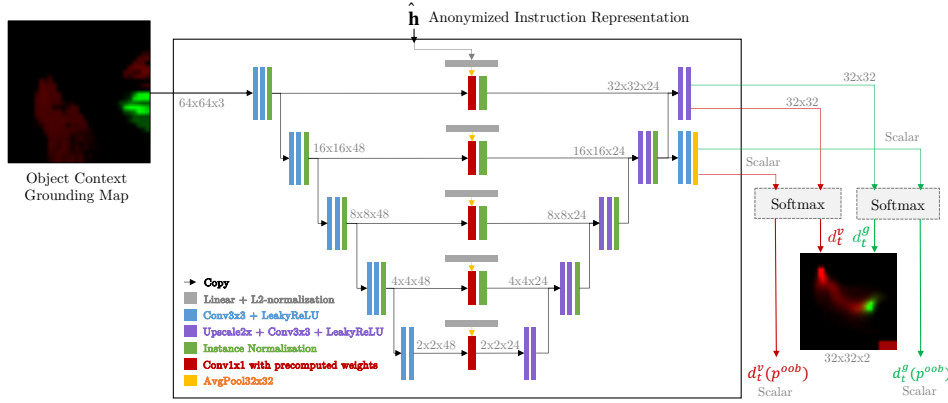 ĥ Anonymized Instruction Representation
64x64x3
Object Context
Grounding Map
32x32x24
16x16x48
16x16x24
8x8x48
8x8x24
4x4x48
4x4x24
2x2x48
2x2x24
Copy
Linear + L2-normalization
Conv3x3 + LeakyReLU
Upscale2x + Conv3x3 + LeakyReLU
Instance Normalization
Conv1x1 with precomputed weights
AvgPool32x32
32x32
32x32
Scalar
Scalar
Softmax
Softmax
d_t^v d_t^g
32x32x2
d_t^v(p^{oob})
Scalar
d_t^g(p^{oob})
Scalar